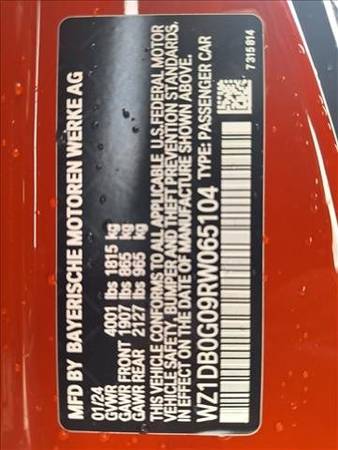 MFD BY BAYERISCHE MOTOREN WERKE AG
01/24
GVWR 4001 lbs 1815 kg
GAWR FRONT 1907 lbs 865 kg
GAWR REAR 2127 lbs 965 kg
THIS VEHICLE CONFORMS TO ALL APPLICABLE U.S. FEDERAL MOTOR
VEHICLE SAFETY, BUMPER AND THEFT PREVENTION STANDARDS,
IN EFFECT ON THE DATE OF MANUFACTURE SHOWN ABOVE.
WZ1DB0G09RW065104 TYPE: PASSENGER CAR
7315814